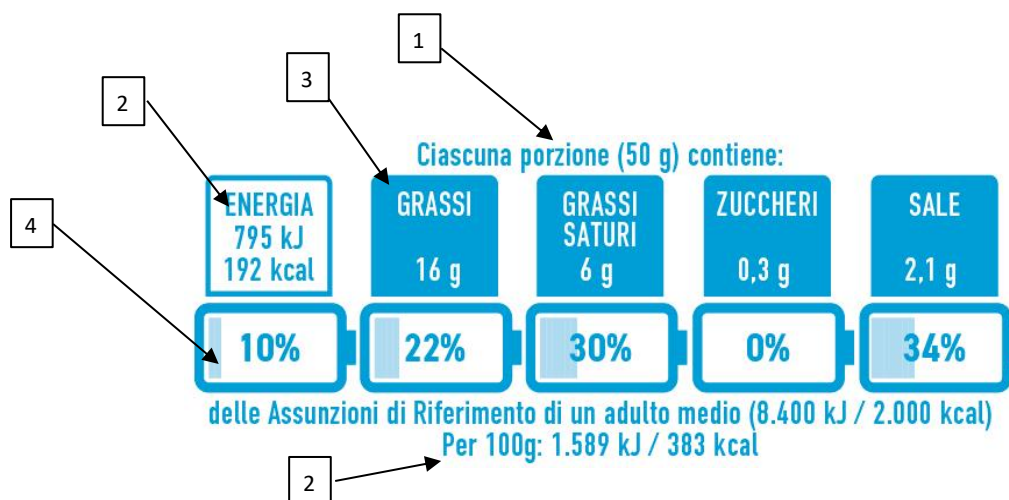 1
3
2
Ciascuna porzione (50 g) contiene:
4
ENERGIA
795 kJ
192 kcal
GRASSI
16 g
GRASSI
SATURI
6 g
ZUCCHERI
0,3 g
SALE
2,1 g
10%
22%
30%
0%
34%
delle Assunzioni di Riferimento di un adulto medio (8.400 kJ / 2.000 kcal)
Per 100g: 1.589 kJ / 383 kcal
2